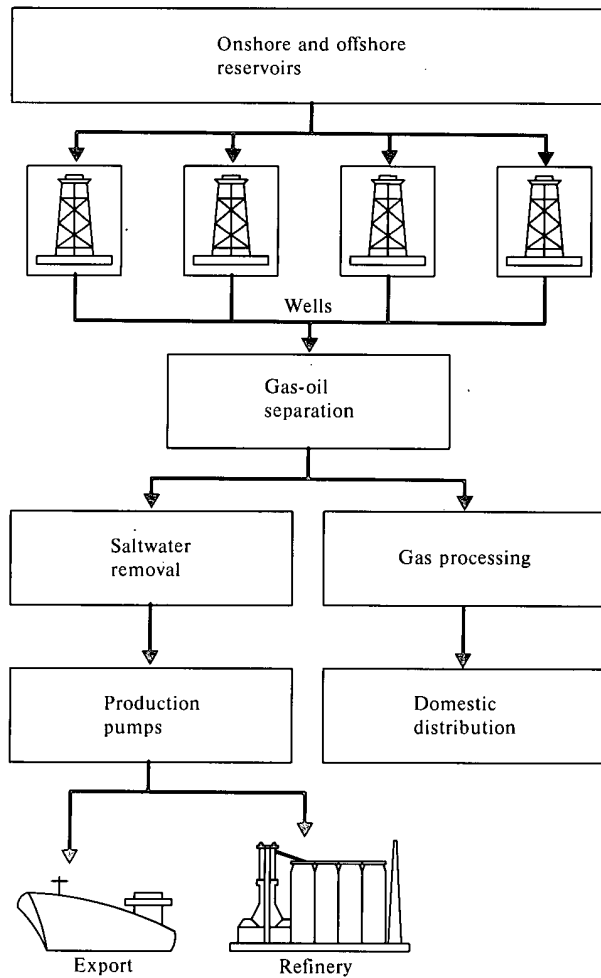 Onshore and offshore
reservoirs
Wells
Gas-oil
separation
Saltwater
removal
Gas processing
Production
pumps
Domestic
distribution
Export
Refinery